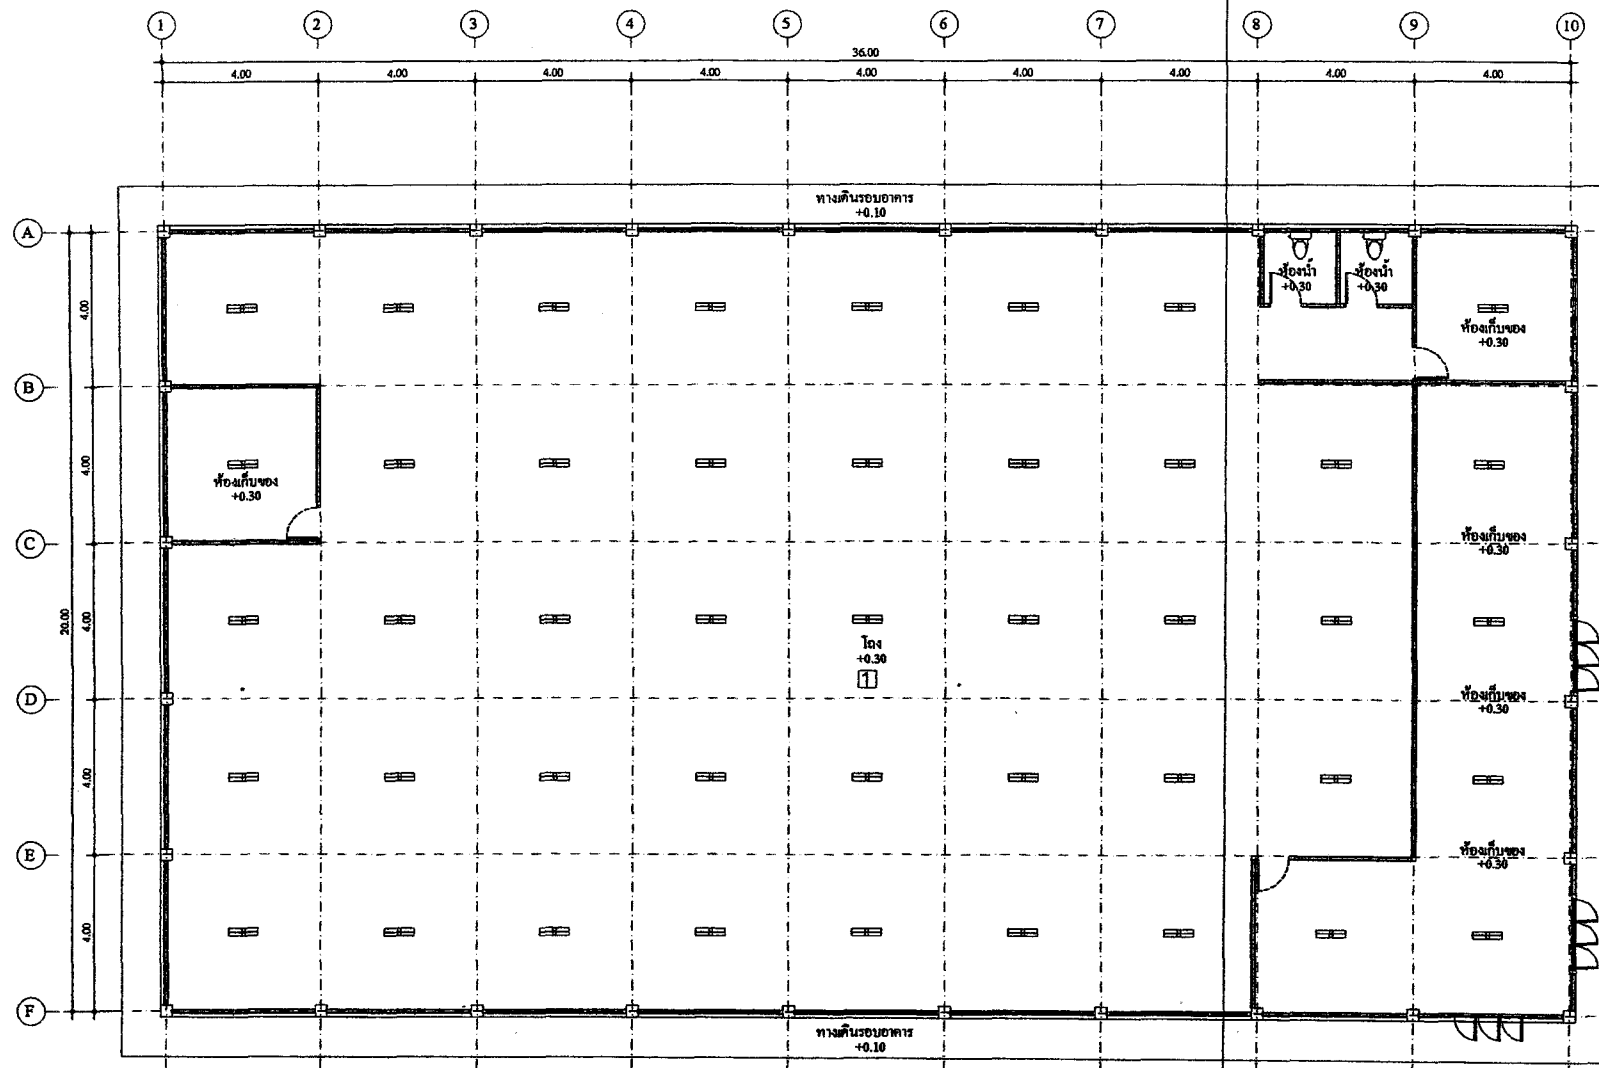 1 2 3 4 5 6 7 8 9 10
36.00
4.00 4.00 4.00 4.00 4.00 4.00 4.00 4.00 4.00
ทางเดินรอบอาคาร
+0.10
A
ห้องน้ำ ห้องน้ำ
+0.30 +0.30
4.00
ห้องเก็บของ
+0.30
B
4.00
ห้องเก็บของ
+0.30
C
ห้องเก็บของ
+0.30
20.00
4.00
โถง
+0.30
1
D
ห้องเก็บของ
+0.30
4.00
E
ห้องเก็บของ
+0.30
4.00
F
ทางเดินรอบอาคาร
+0.10